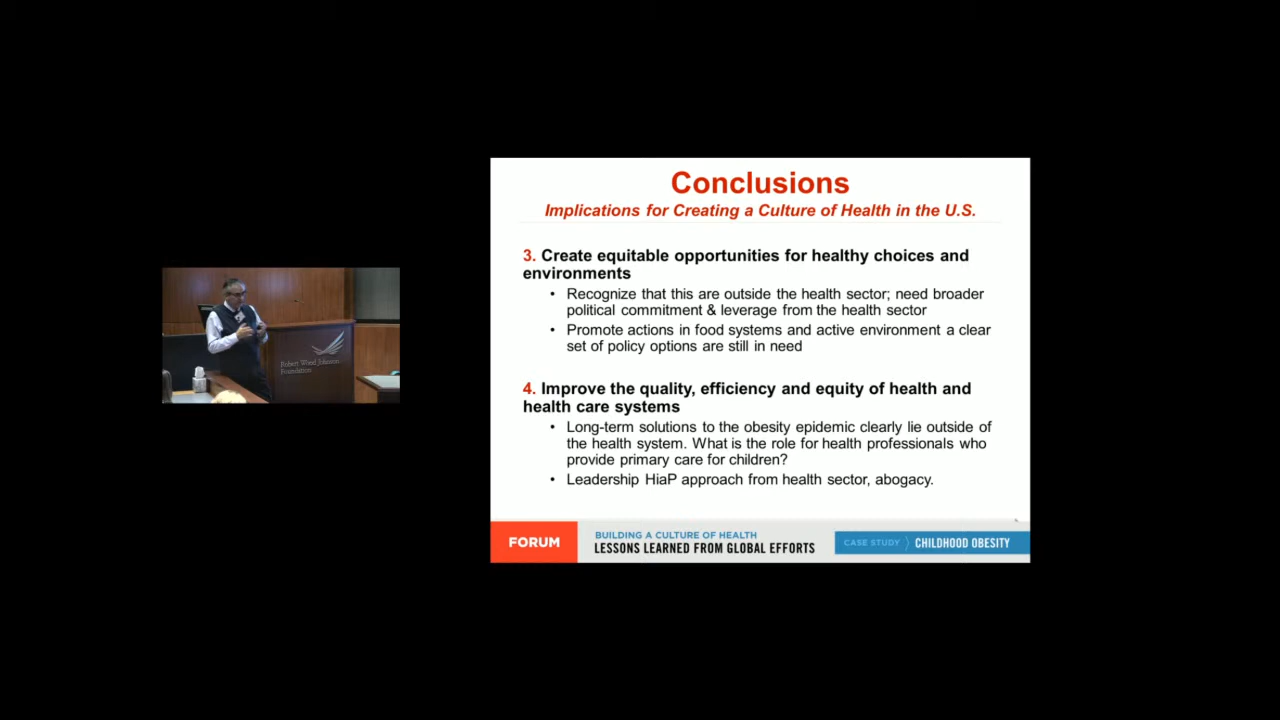 Conclusions
Implications for Creating a Culture of Health in the U.S.
3. Create equitable opportunities for healthy choices and
environments
• Recognize that this are outside the health sector; need broader
political commitment & leverage from the health sector
• Promote actions in food systems and active environment a clear
set of policy options are still in need
4. Improve the quality, efficiency and equity of health and
health care systems
• Long-term solutions to the obesity epidemic clearly lie outside of
the health system. What is the role for health professionals who
provide primary care for children?
• Leadership HiaP approach from health sector, abogacy.
FORUM
BUILDING A CULTURE OF HEALTH
LESSONS LEARNED FROM GLOBAL EFFORTS
CASE STUDY 〉 CHILDHOOD OBESITY
Robert Wood Johnson
Foundation